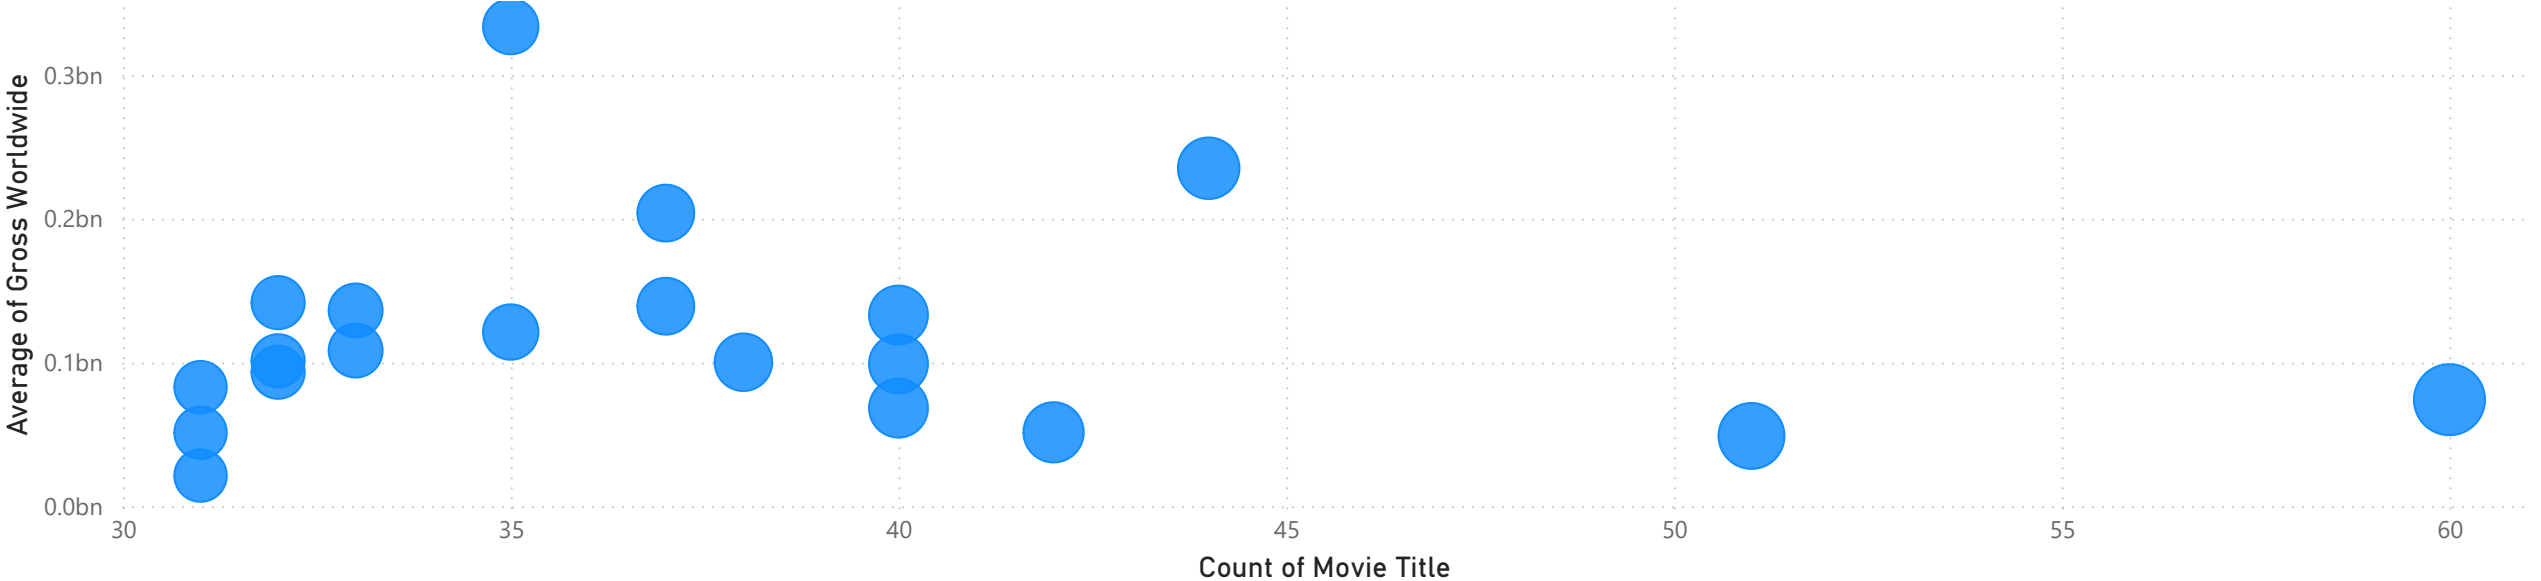 Average of Gross Worldwide
0.3bn
0.2bn
0.1bn
0.0bn
30 35 40 45 50 55 60
Count of Movie Title